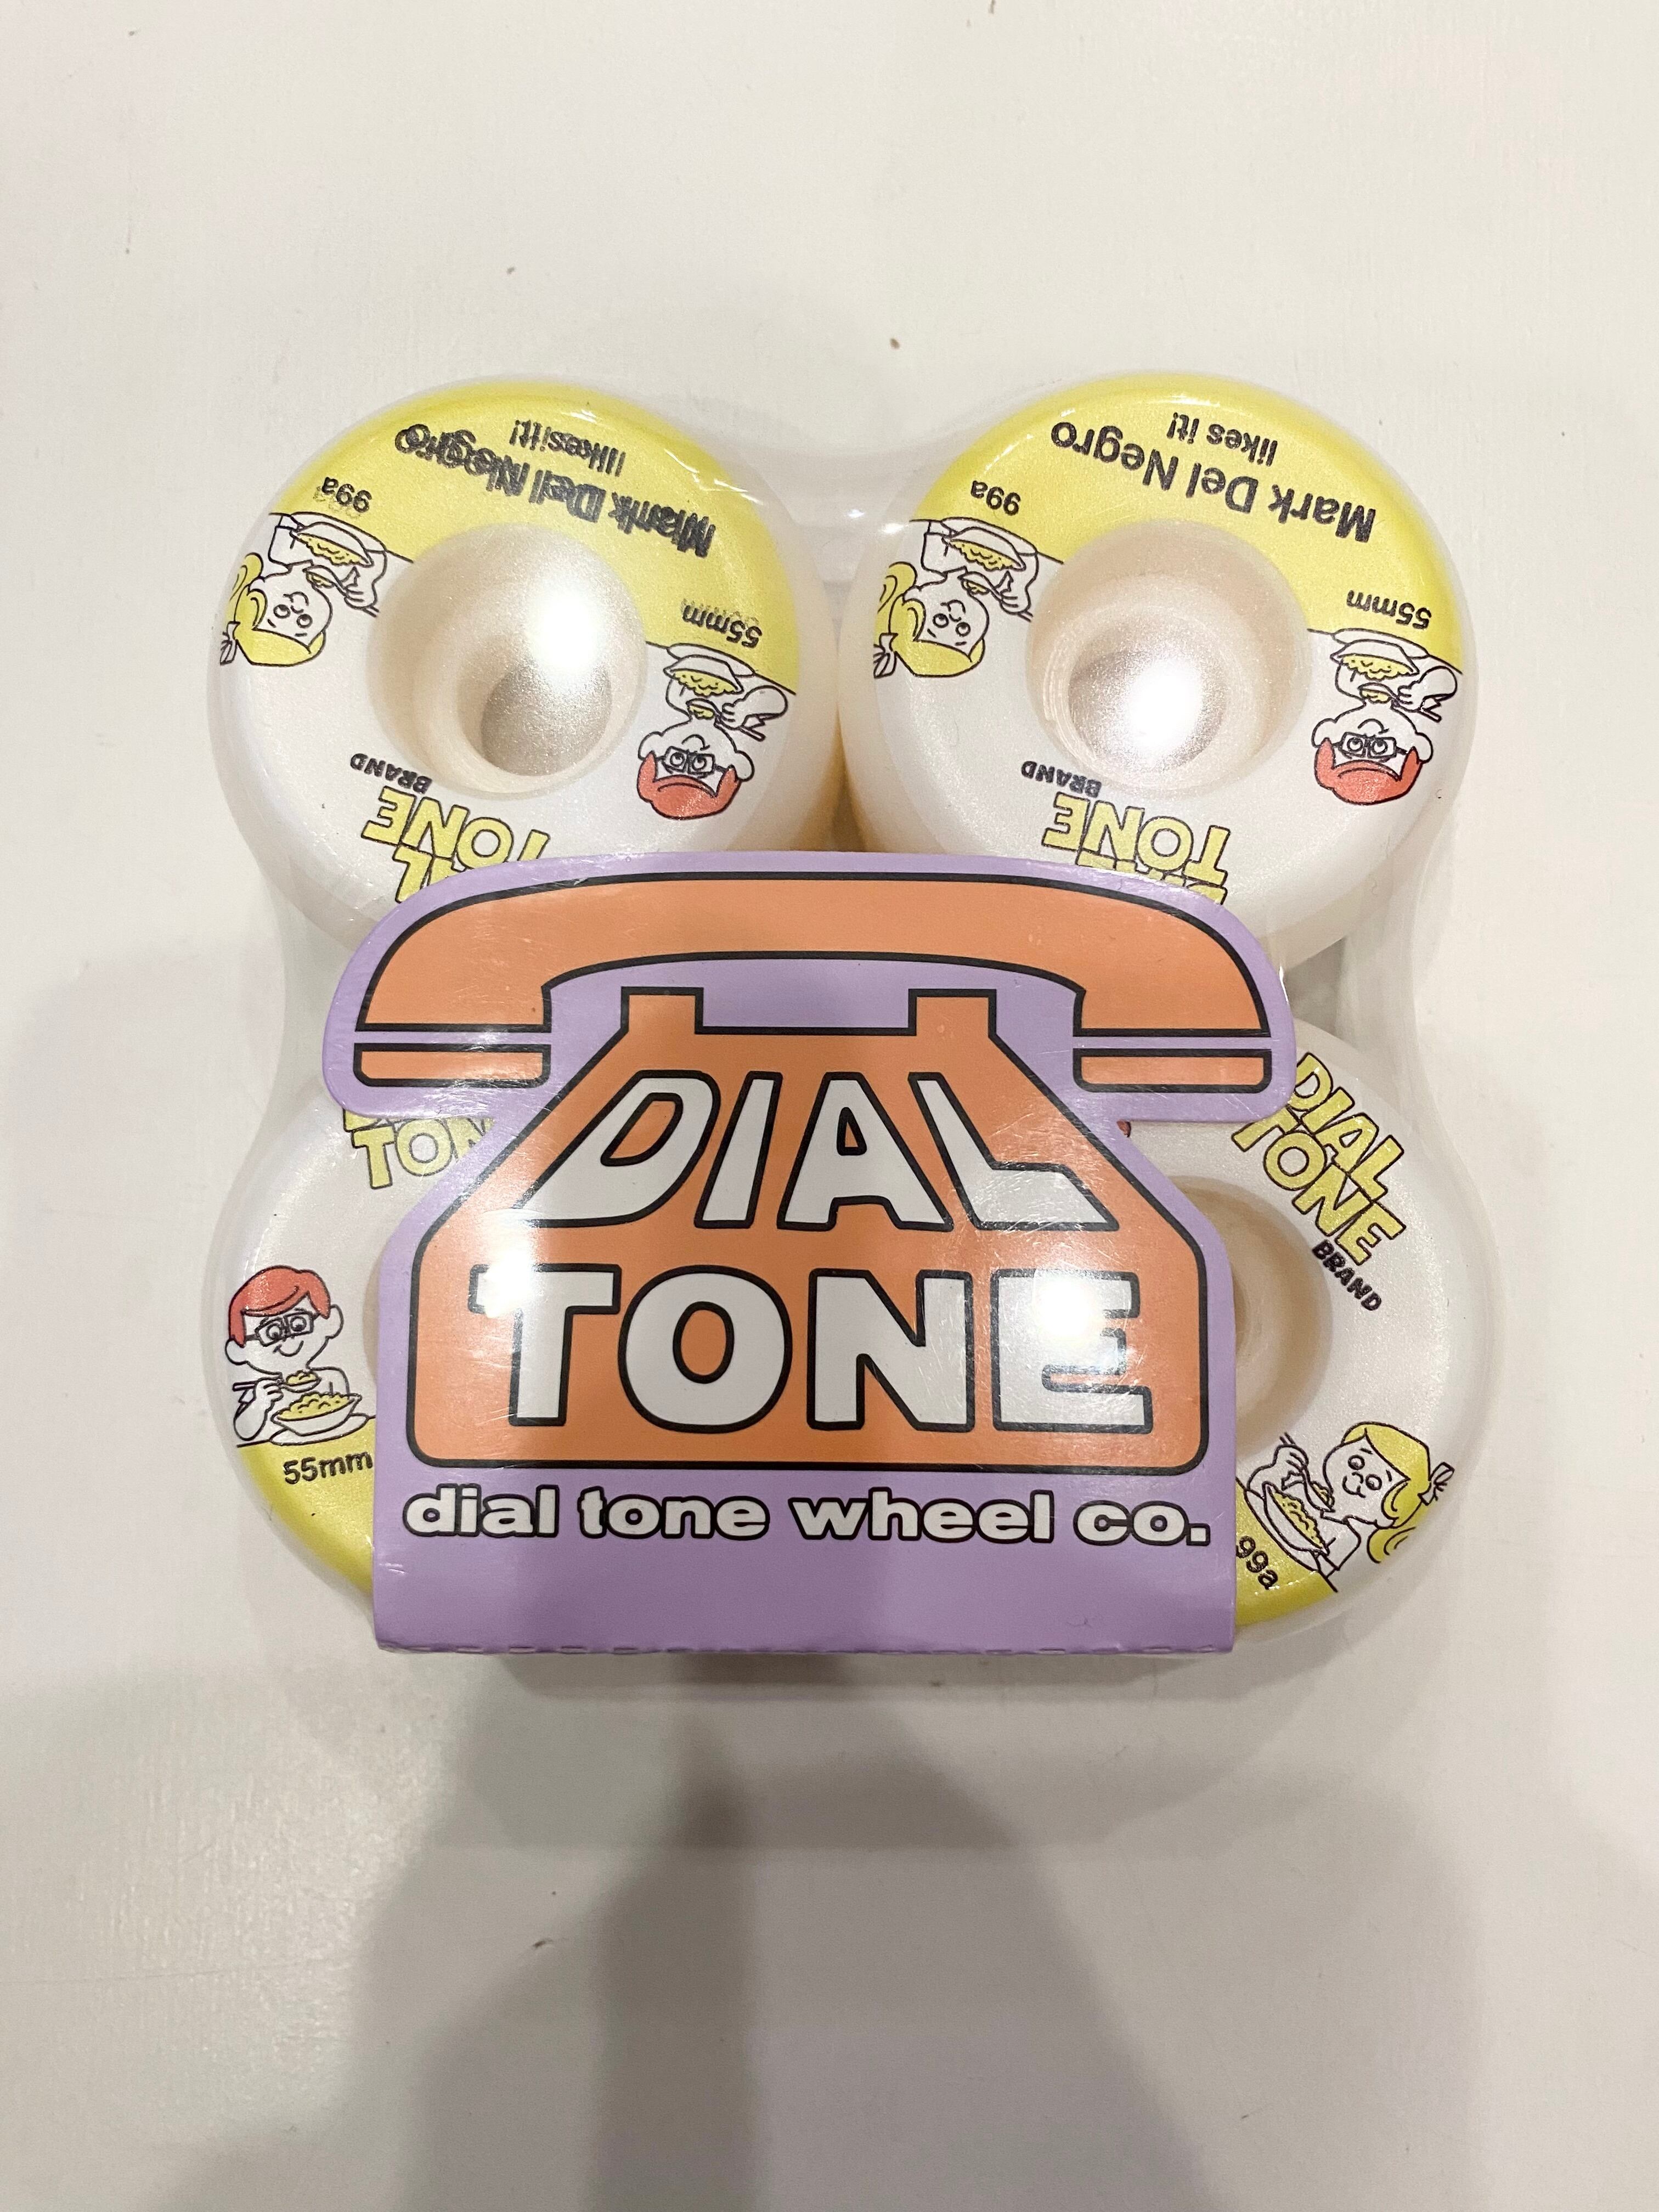 Mark Del Negro
likes it!
99a
55mm
TONE
BRAND
Mark Del Negro
likes it!
99a
55mm
DIAL
TONE
BRAND
DIAL
TONE
dial tone wheel co.
TON
55mm
DIAL
TONE
BRAND
99a